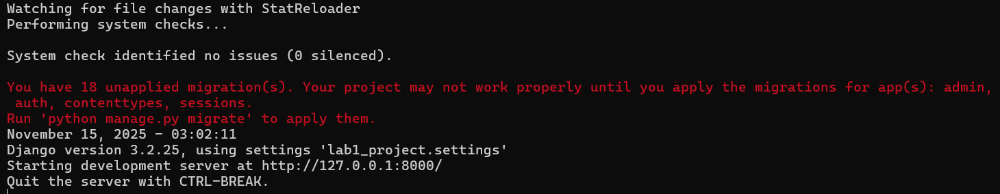 Watching for file changes with StatReloader
Performing system checks...
System check identified no issues (0 silenced).
You have 18 unapplied migration(s). Your project may not work properly until you apply the migrations for app(s): admin,
 auth, contenttypes, sessions.
Run 'python manage.py migrate' to apply them.
November 15, 2025 - 03:02:11
Django version 3.2.25, using settings 'lab1_project.settings'
Starting development server at http://127.0.0.1:8000/
Quit the server with CTRL-BREAK.